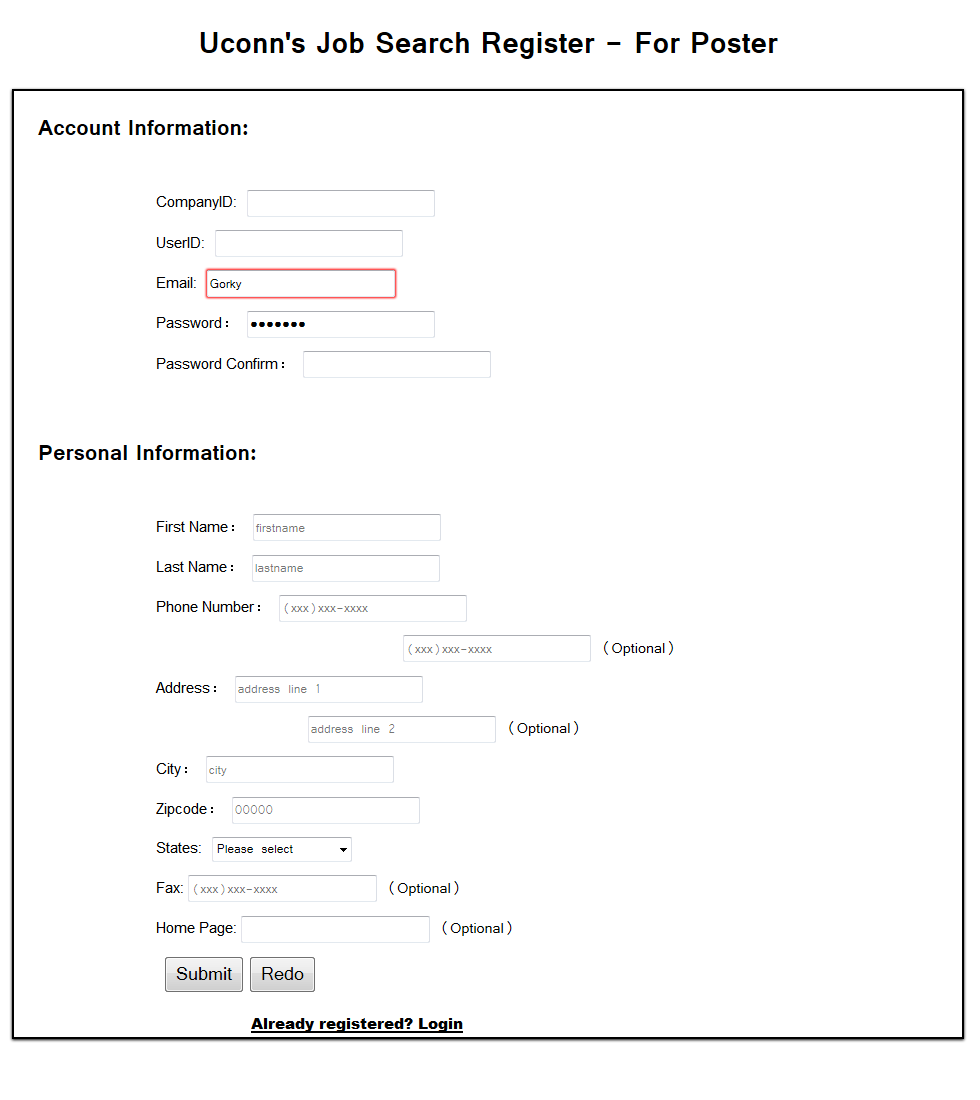 Uconn's Job Search Register - For Poster
Account Information:
CompanyID:
UserID:
Email: Gorky
Password: •••••••
Password Confirm:
Personal Information:
First Name: firstname
Last Name: lastname
Phone Number: (xxx)xxx-xxxx
(xxx)xxx-xxxx (Optional)
Address: address line 1
address line 2 (Optional)
City: city
Zipcode: 00000
States: Please select
Fax: (xxx)xxx-xxxx (Optional)
Home Page: (Optional)
Submit Redo
Already registered? Login